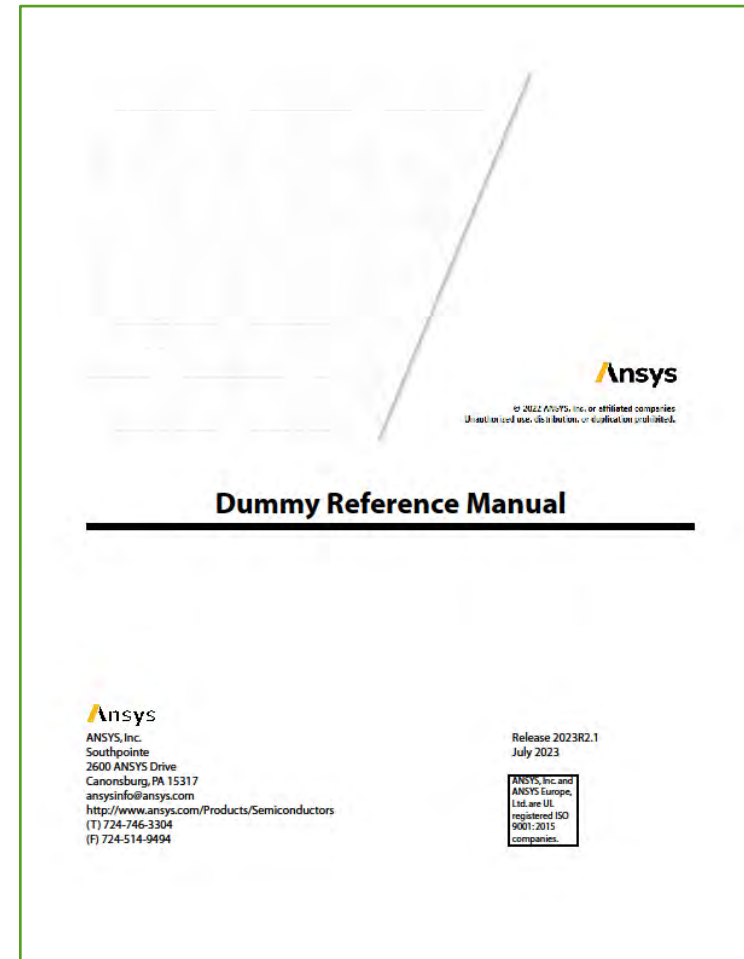 Ansys
© 2022 ANSYS, Inc. or affiliated companies
Unauthorized use, distribution, or duplication prohibited.
Dummy Reference Manual
Ansys
ANSYS, Inc.
Southpointe
2600 ANSYS Drive
Canonsburg, PA 15317
ansysinfo@ansys.com
http://www.ansys.com/Products/Semiconductors
(T) 724-746-3304
(F) 724-514-9494
Release 2023R2.1
July 2023
ANSYS, Inc. and
ANSYS Europe,
Ltd. are UL
registered ISO
9001: 2015
companies.